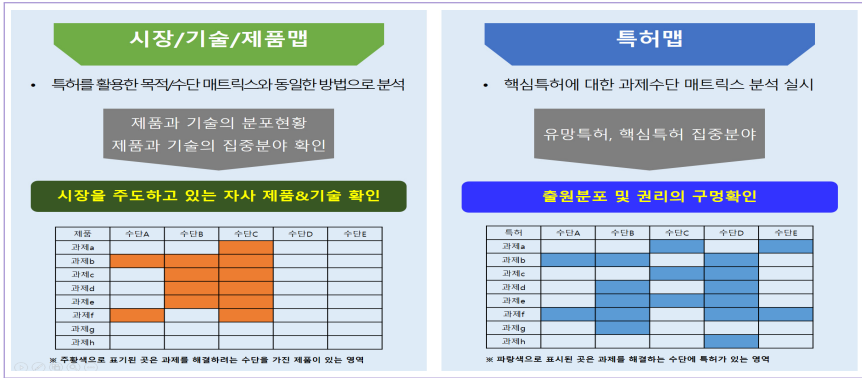 시장/기술/제품맵
• 특허를 활용한 목적/수단 매트릭스와 동일한 방법으로 분석
제품과 기술의 분포현황
제품과 기술의 집중분야 확인
시장을 주도하고 있는 자사 제품&기술 확인
제품 수단A 수단B 수단C 수단D 수단E
과제a
과제b
과제c
과제d
과제e
과제f
과제g
과제h
※ 주황색으로 표기된 곳은 과제를 해결하려는 수단을 가진 제품이 있는 영역
특허맵
• 핵심특허에 대한 과제수단 매트릭스 분석 실시
유망특허, 핵심특허 집중분야
출원분포 및 권리의 구멍확인
특허 수단A 수단B 수단C 수단D 수단E
과제a
과제b
과제c
과제d
과제e
과제f
과제g
과제h
※ 파랑색으로 표시된 곳은 과제를 해결하는 수단에 특허가 있는 영역